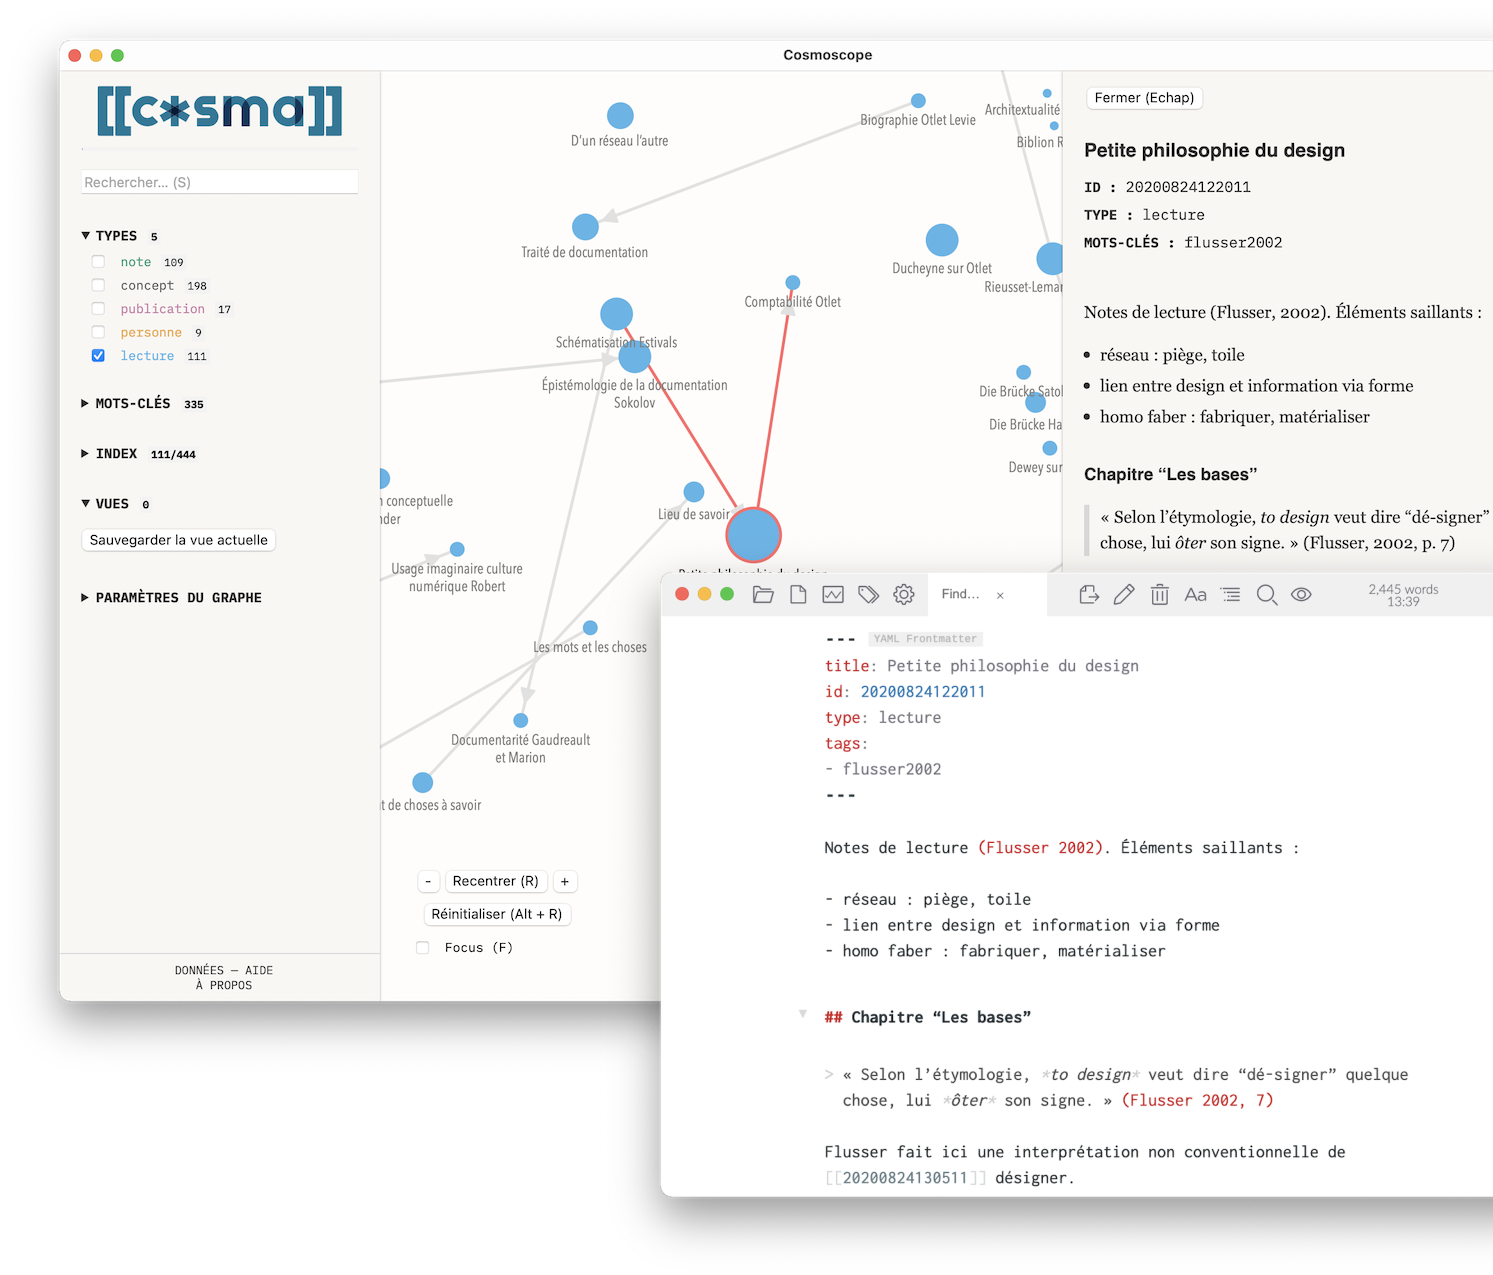 Cosmoscope
[[c*sma]]
Rechercher... (S)
▼ TYPES 5
note 109
concept 198
publication 17
personne 9
lecture 111
▶ MOTS-CLÉS 335
▶ INDEX 111/444
▼ VUES 0
Sauvegarder la vue actuelle
▶ PARAMÈTRES DU GRAPHE
DONNÉES — AIDE
À PROPOS
D'un réseau l'autre
Biographie Otlet Levie
Architextualité
Biblion R
Traité de documentation
Ducheyne sur Otlet
Rieusset-Lemar
Comptabilité Otlet
Schématisation Estivals
Épistémologie de la documentation
Sokolov
Die Brücke Satol
Die Brücke Ha
Dewey sur
n conceptuelle
nder
Lieu de savoir
Usage imaginaire culture
numérique Robert
Petite philosophie du design
Les mots et les choses
Documentarité Gaudreault
et Marion
t de choses à savoir
- Recentrer (R) +
Réinitialiser (Alt + R)
Focus (F)
Fermer (Echap)
Petite philosophie du design
ID : 20200824122011
TYPE : lecture
MOTS-CLÉS : flusser2002
Notes de lecture (Flusser, 2002). Éléments saillants :
• réseau : piège, toile
• lien entre design et information via forme
• homo faber : fabriquer, matérialiser
Chapitre “Les bases”
« Selon l’étymologie, to design veut dire “dé-signer”
chose, lui ôter son signe. » (Flusser, 2002, p. 7)
Find... ×
Aa
2,445 words
13:39
--- YAML Frontmatter
title: Petite philosophie du design
id: 20200824122011
type: lecture
tags:
- flusser2002
---
Notes de lecture (Flusser 2002). Éléments saillants :
- réseau : piège, toile
- lien entre design et information via forme
- homo faber : fabriquer, matérialiser
## Chapitre “Les bases”
> « Selon l’étymologie, *to design* veut dire “dé-signer” quelque
chose, lui *ôter* son signe. » (Flusser 2002, 7)
Flusser fait ici une interprétation non conventionnelle de
[[20200824130511]] désigner.